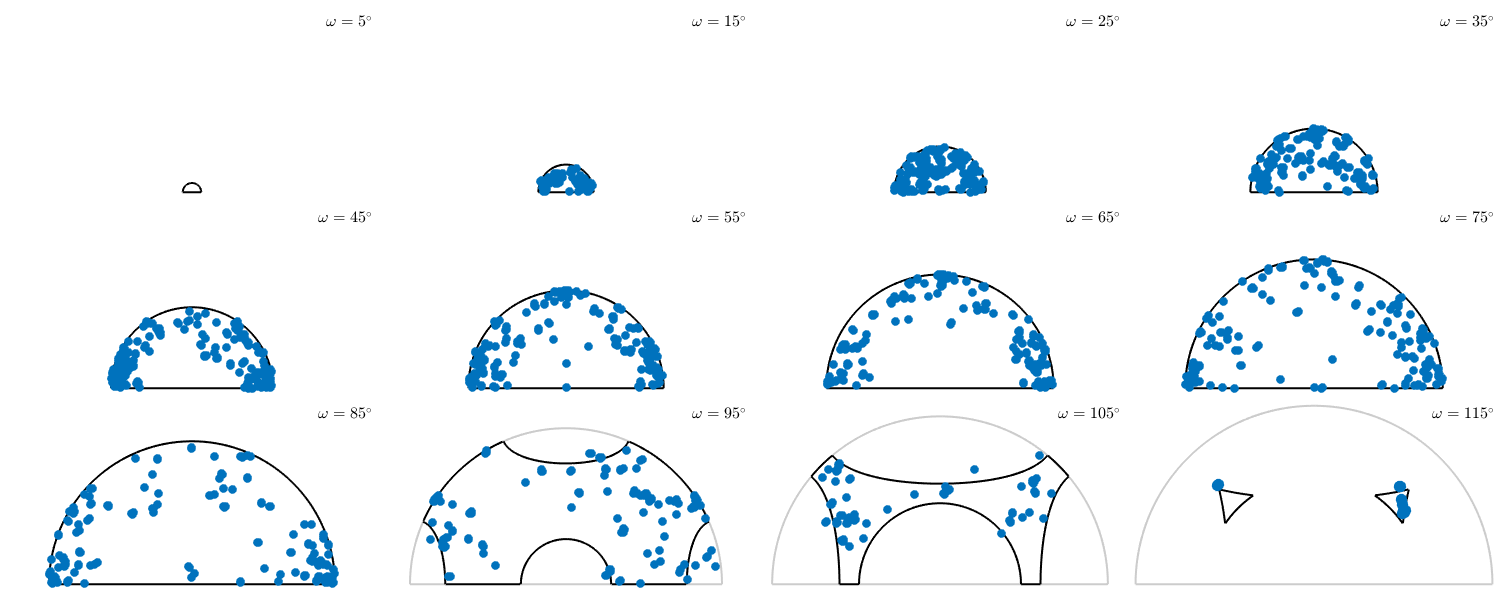 ω = 5°
ω = 15°
ω = 25°
ω = 35°
ω = 45°
ω = 55°
ω = 65°
ω = 75°
ω = 85°
ω = 95°
ω = 105°
ω = 115°